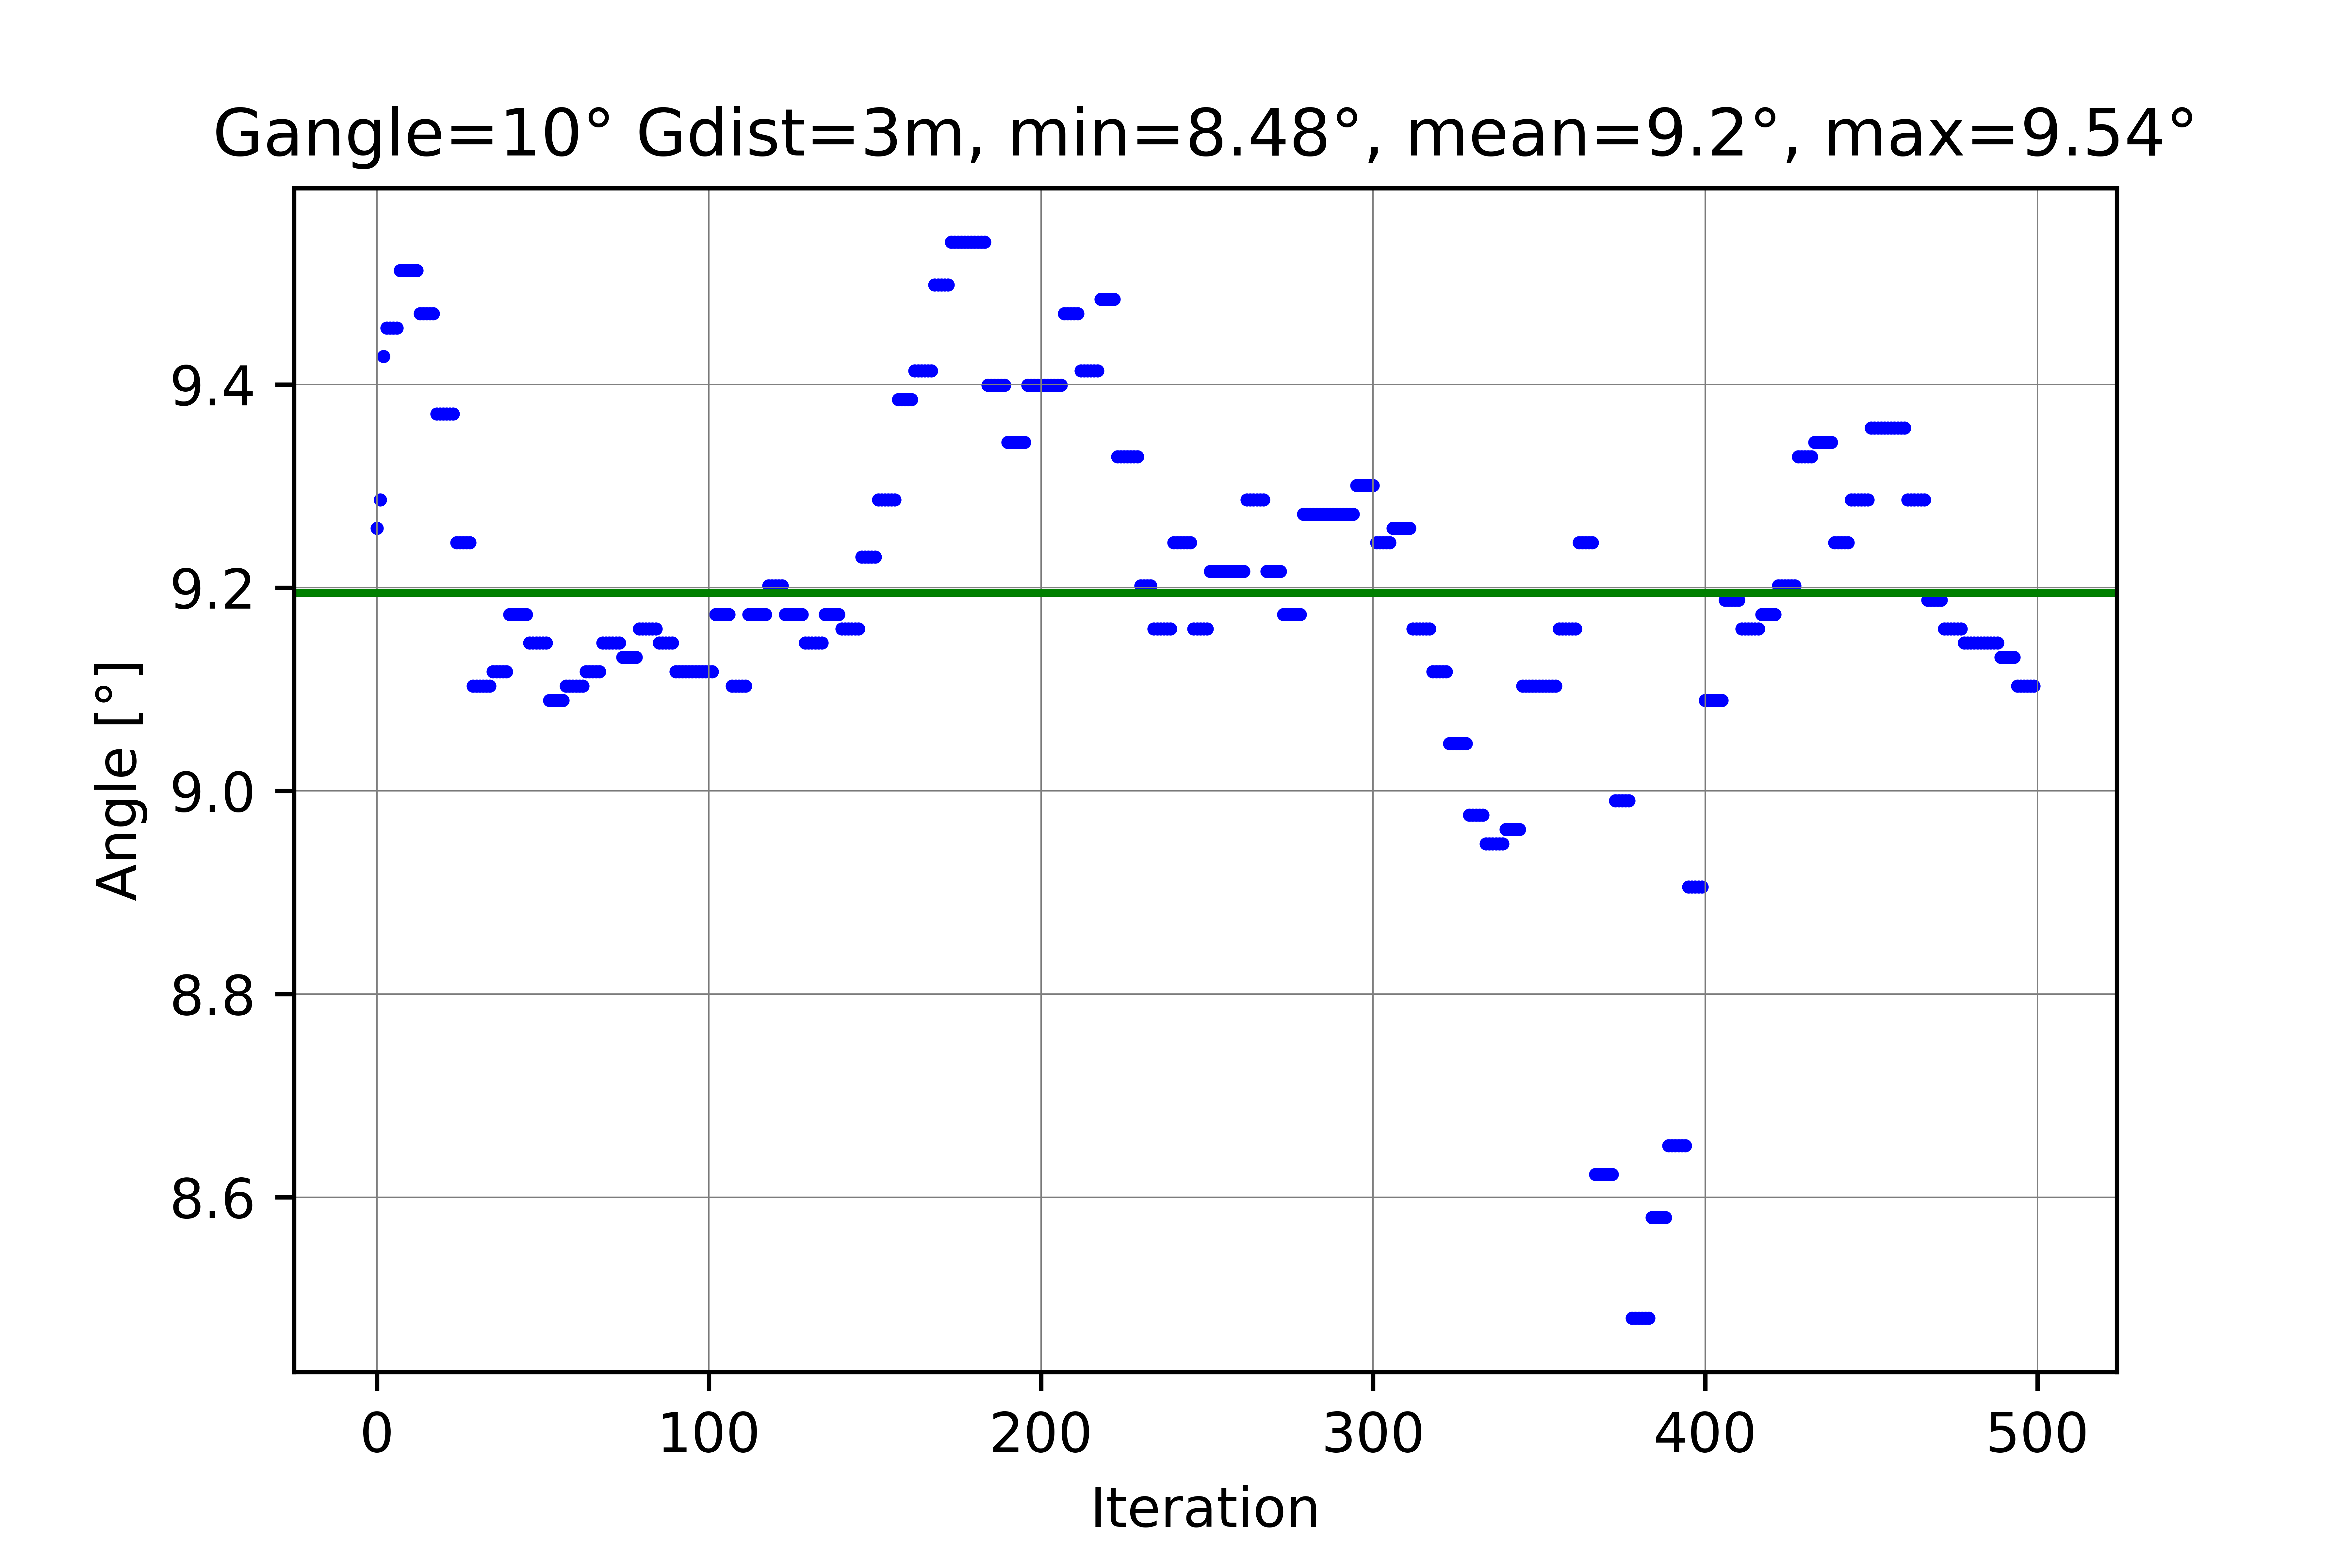 Gangle=10° Gdist=3m, min=8.48°, mean=9.2°, max=9.54°
Angle [°]
9.4
9.2
9.0
8.8
8.6
0 100 200 300 400 500
Iteration